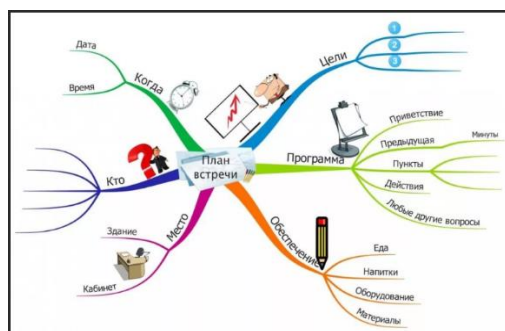 План
встречи
Цели
1
2
3
Программа
Приветствие
Предыдущая
Минуты
Пункты
Действия
Любые другие вопросы
Обеспечение
Еда
Напитки
Оборудование
Материалы
Место
Здание
Кабинет
Кто
Когда
Дата
Время